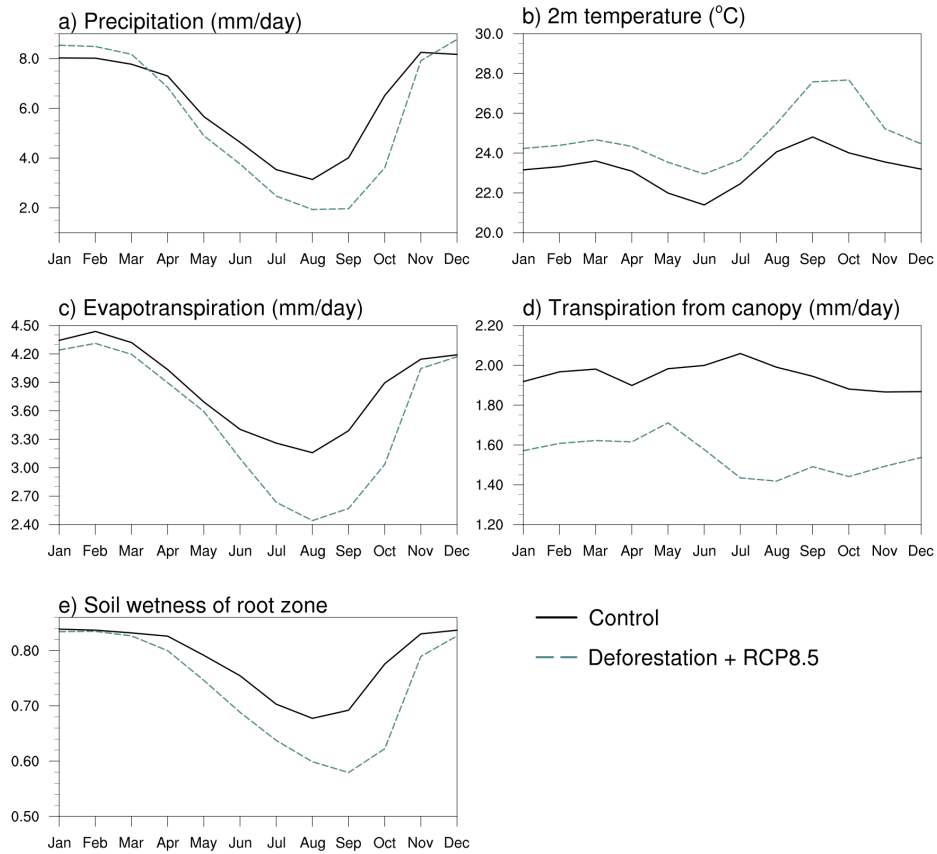 a) Precipitation (mm/day)
8.0
6.0
4.0
2.0
Jan Feb Mar Apr May Jun Jul Aug Sep Oct Nov Dec
b) 2m temperature (°C)
30.0
28.0
26.0
24.0
22.0
20.0
Jan Feb Mar Apr May Jun Jul Aug Sep Oct Nov Dec
c) Evapotranspiration (mm/day)
4.50
4.20
3.90
3.60
3.30
3.00
2.70
2.40
Jan Feb Mar Apr May Jun Jul Aug Sep Oct Nov Dec
d) Transpiration from canopy (mm/day)
2.20
2.00
1.80
1.60
1.40
1.20
Jan Feb Mar Apr May Jun Jul Aug Sep Oct Nov Dec
e) Soil wetness of root zone
0.80
0.70
0.60
0.50
Jan Feb Mar Apr May Jun Jul Aug Sep Oct Nov Dec
Control
Deforestation + RCP8.5